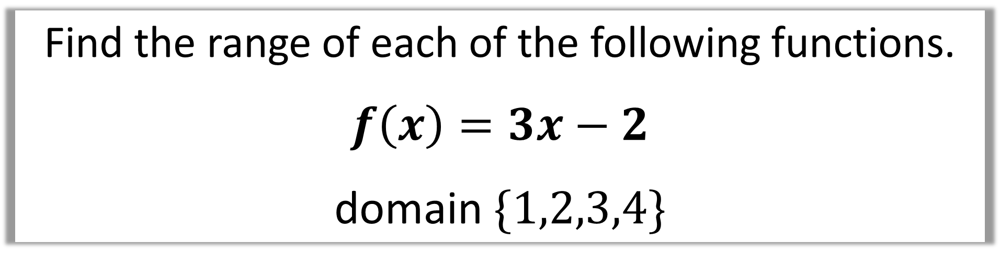 Find the range of each of the following functions.
f(x) = 3x − 2
domain {1,2,3,4}